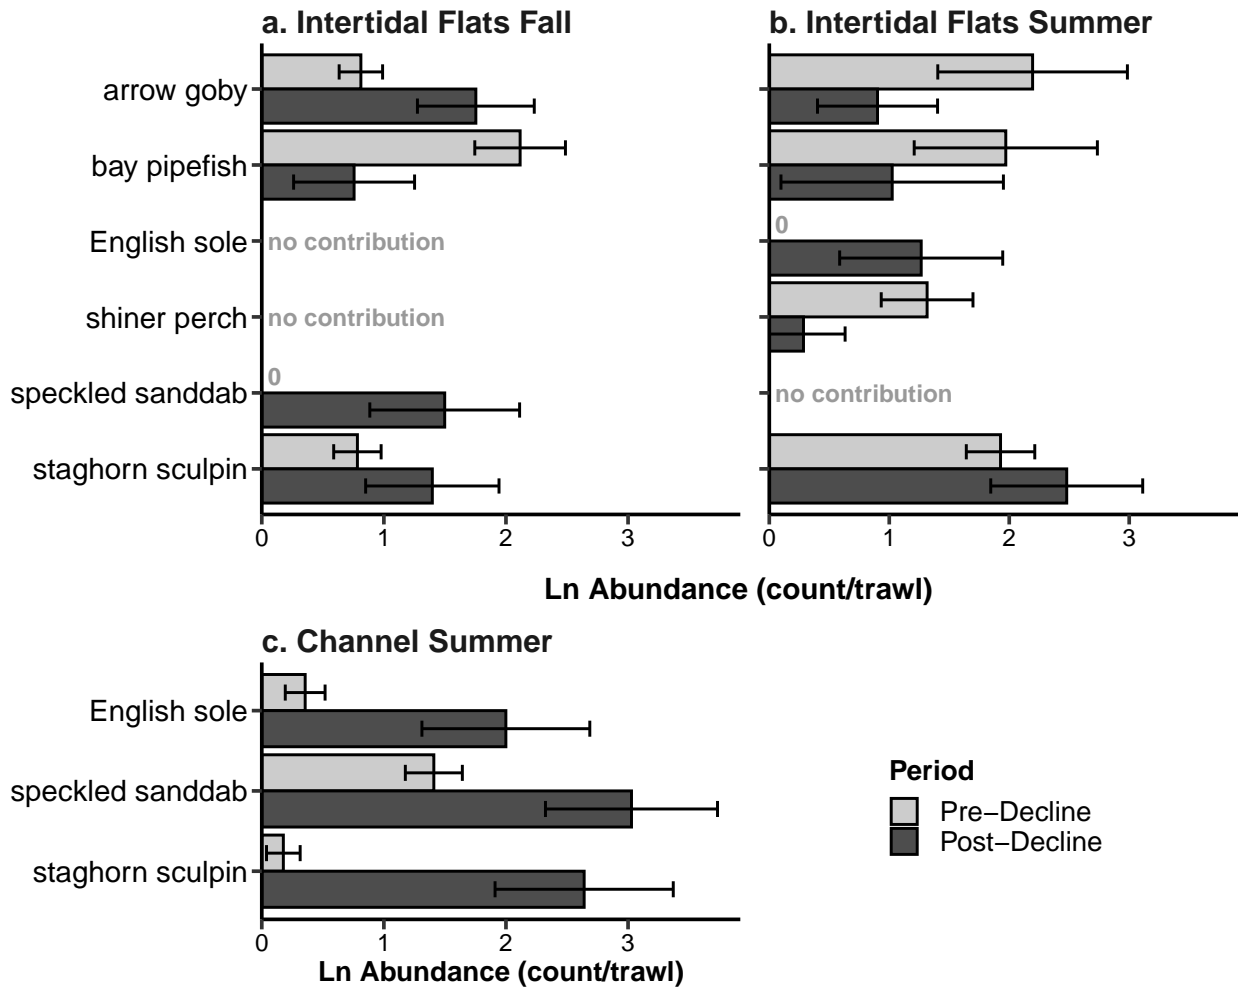 a. Intertidal Flats Fall
arrow goby
bay pipefish
English sole
no contribution
shiner perch
no contribution
0
speckled sanddab
staghorn sculpin
0 1 2 3
b. Intertidal Flats Summer
0
no contribution
0 1 2 3
Ln Abundance (count/trawl)
c. Channel Summer
English sole
speckled sanddab
staghorn sculpin
0 1 2 3
Ln Abundance (count/trawl)
Period
Pre−Decline
Post−Decline